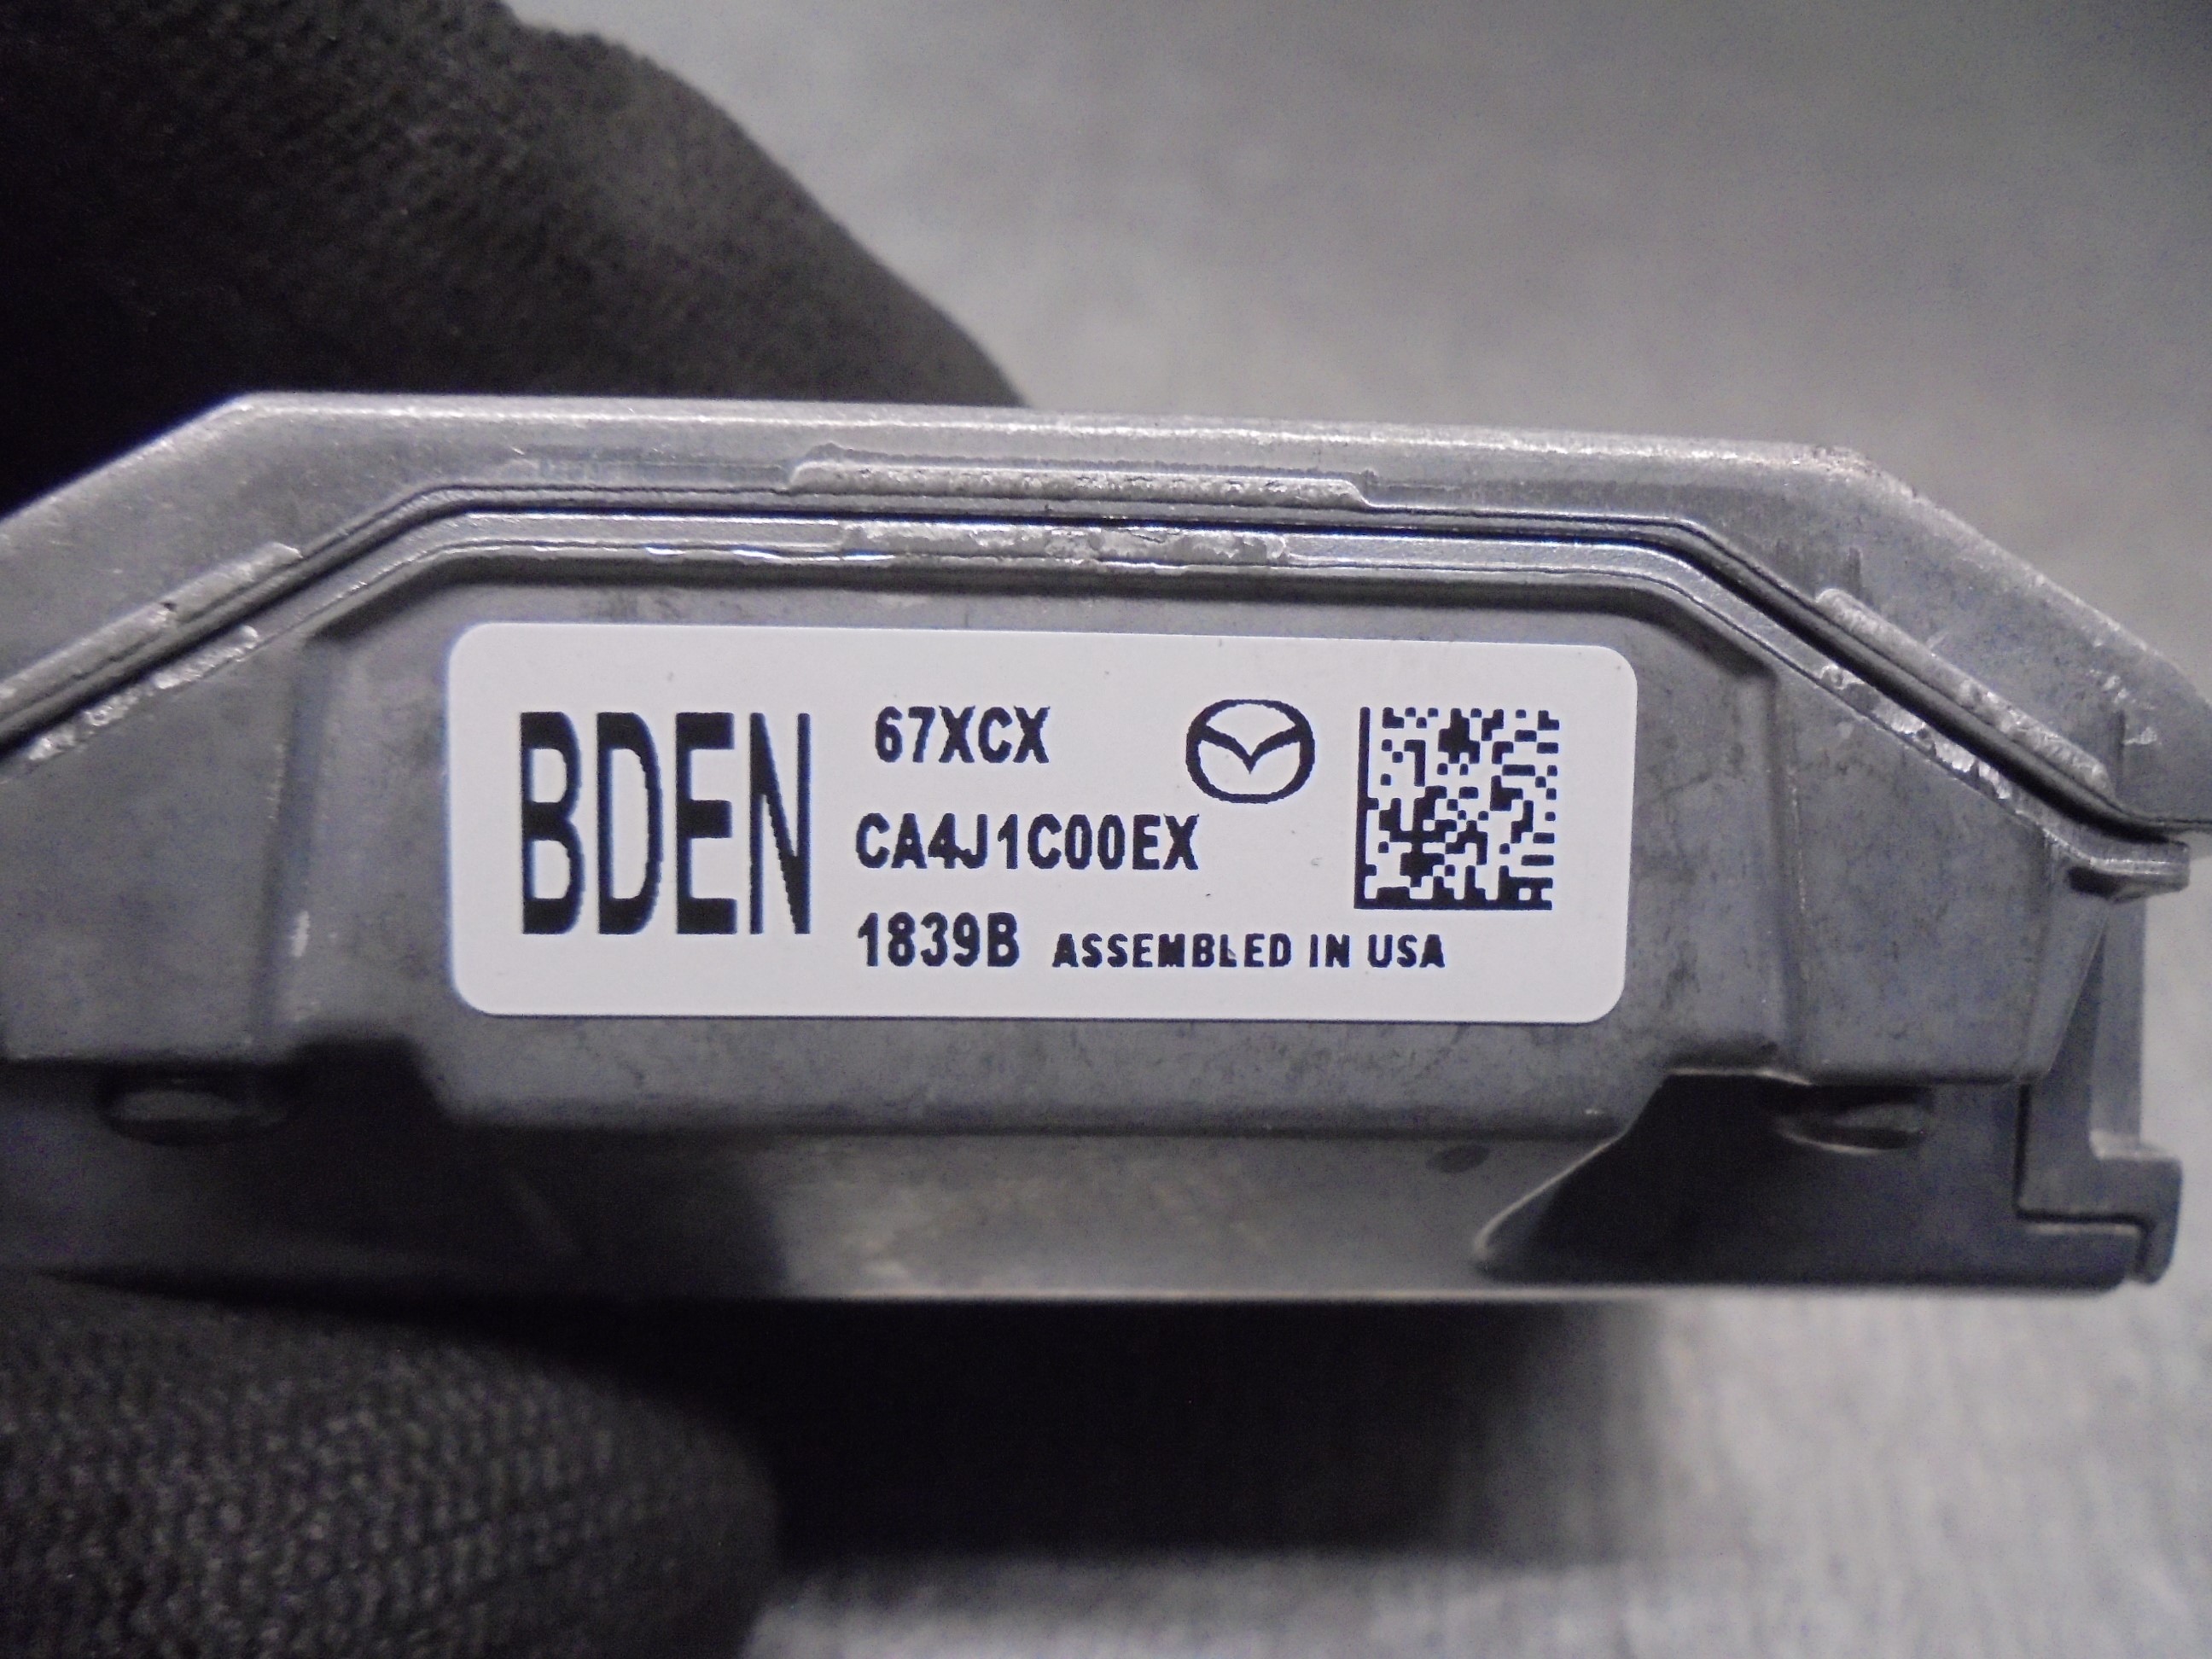 BDEN
67XCX
CA4J1C00EX
1839B ASSEMBLED IN USA